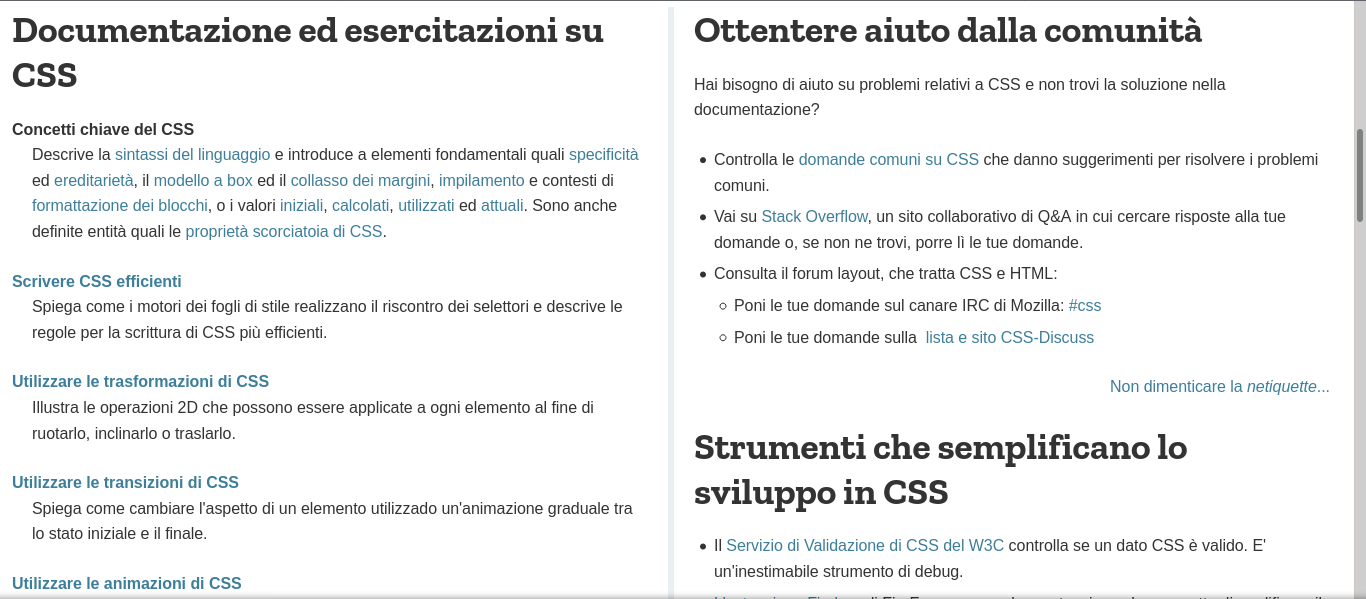 Documentazione ed esercitazioni su
CSS
Concetti chiave del CSS
Descrive la sintassi del linguaggio e introduce a elementi fondamentali quali specificità
ed ereditarietà, il modello a box ed il collasso dei margini, impilamento e contesti di
formattazione dei blocchi, o i valori iniziali, calcolati, utilizzati ed attuali. Sono anche
definite entità quali le proprietà scorciatoia di CSS.
Scrivere CSS efficienti
Spiega come i motori dei fogli di stile realizzano il riscontro dei selettori e descrive le
regole per la scrittura di CSS più efficienti.
Utilizzare le trasformazioni di CSS
Illustra le operazioni 2D che possono essere applicate a ogni elemento al fine di
ruotarlo, inclinarlo o traslarlo.
Utilizzare le transizioni di CSS
Spiega come cambiare l'aspetto di un elemento utilizzato un'animazione graduale tra
lo stato iniziale e il finale.
Utilizzare le animazioni di CSS
Ottentere aiuto dalla comunità
Hai bisogno di aiuto su problemi relativi a CSS e non trovi la soluzione nella
documentazione?
Controlla le domande comuni su CSS che danno suggerimenti per risolvere i problemi
comuni.
Vai su Stack Overflow, un sito collaborativo di Q&A in cui cercare risposte alla tue
domande o, se non ne trovi, porre lì le tue domande.
Consulta il forum layout, che tratta CSS e HTML:
Poni le tue domande sul canare IRC di Mozilla: #css
Poni le tue domande sulla  lista e sito CSS-Discuss
Non dimenticare la netiquette...
Strumenti che semplificano lo
sviluppo in CSS
Il Servizio di Validazione di CSS del W3C controlla se un dato CSS è valido. E'
un'inestimabile strumento di debug.